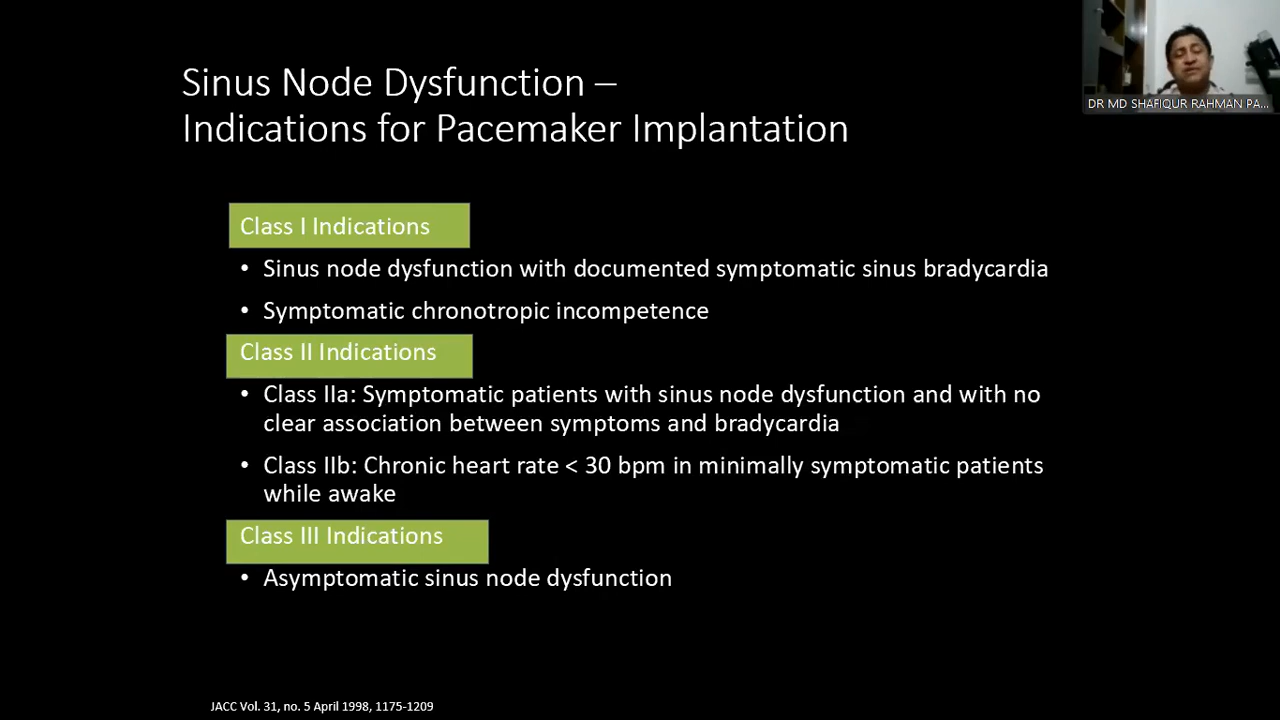 Sinus Node Dysfunction –
Indications for Pacemaker Implantation
DR MD SHAFIQUR RAHMAN PA...
Class I Indications
• Sinus node dysfunction with documented symptomatic sinus bradycardia
• Symptomatic chronotropic incompetence
Class II Indications
• Class IIa: Symptomatic patients with sinus node dysfunction and with no
clear association between symptoms and bradycardia
• Class IIb: Chronic heart rate < 30 bpm in minimally symptomatic patients
while awake
Class III Indications
• Asymptomatic sinus node dysfunction
JACC Vol. 31, no. 5 April 1998, 1175-1209